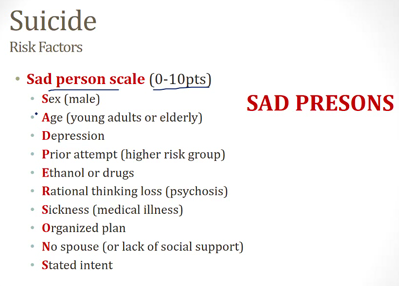 Suicide
Risk Factors
• Sad person scale (0-10pts)
SAD PRESONS
• Sex (male)
• Age (young adults or elderly)
• Depression
• Prior attempt (higher risk group)
• Ethanol or drugs
• Rational thinking loss (psychosis)
• Sickness (medical illness)
• Organized plan
• No spouse (or lack of social support)
• Stated intent